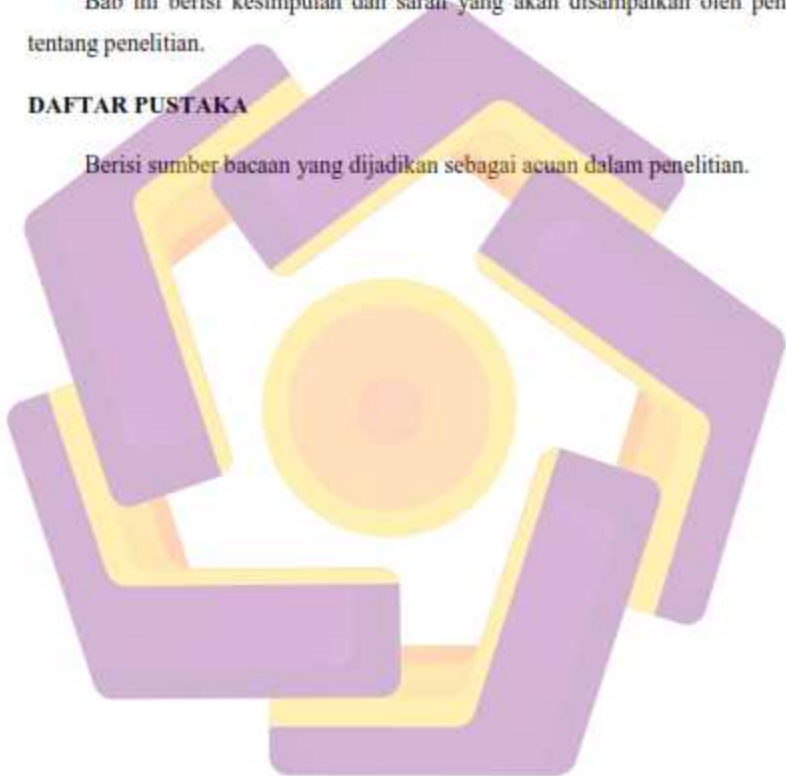 Bab ini berisi kesimpulan dan saran yang akan disampaikan oleh
tentang penelitian.
DAFTAR PUSTAKA
Berisi sumber bacaan yang dijadikan sebagai acuan dalam penelitian.